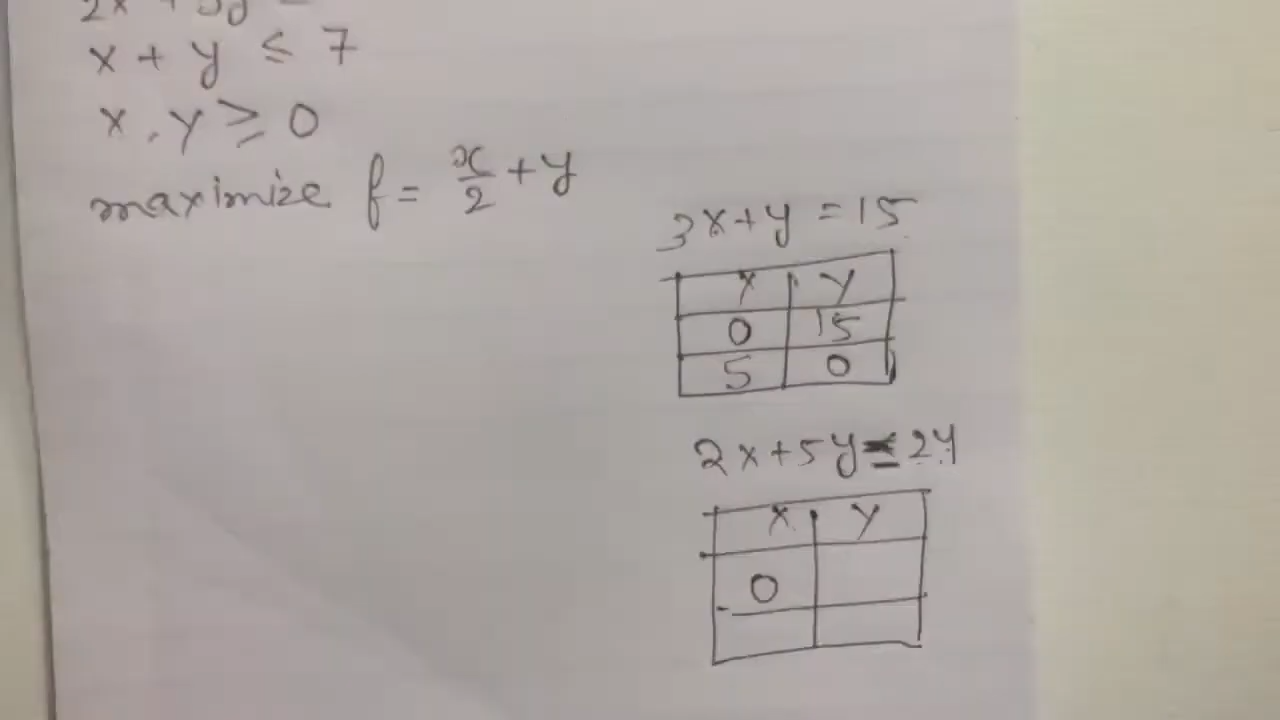 x + y ≤ 7
x, y ≥ 0
maximize f = x/2 + y
3x+y = 15
x y
0 15
5 0
2x+5y = 24
x y
0